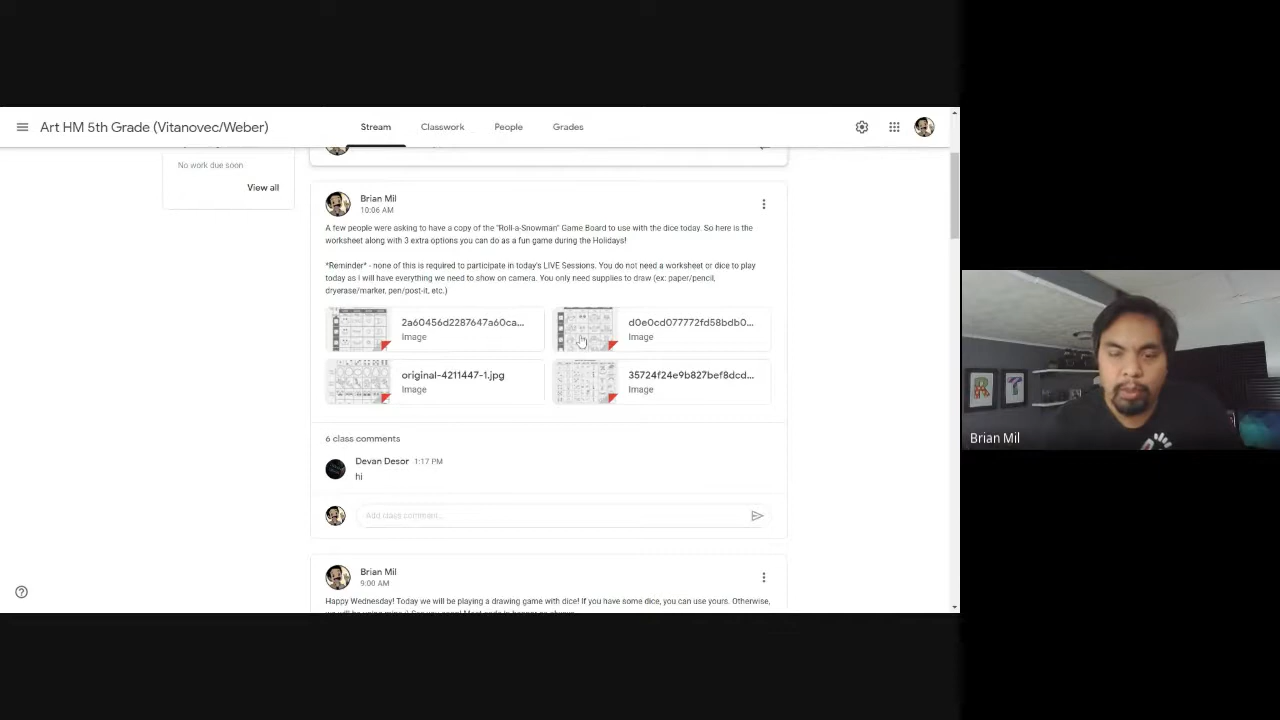 Art HM 5th Grade (Vitanovec/Weber)
Stream
Classwork
People
Grades
No work due soon
View all
Brian Mil
10:06 AM
A few people were asking to have a copy of the "Roll-a-Snowman" Game Board to use with the dice today. So here is the
worksheet along with 3 extra options you can do as a fun game during the Holidays!
*Reminder* - none of this is required to participate in today's LIVE Sessions. You do not need a worksheet or dice to play
today as I will have everything we need to show on camera. You only need supplies to draw (ex: paper/pencil,
dryerase/marker, pen/post-it, etc.)
2a60456d2287647a60ca...
Image
d0e0cd077772fd58bdb0...
Image
original-4211447-1.jpg
Image
35724f24e9b827bef8dcd...
Image
6 class comments
Devan Desor 1:17 PM
hi
Add class comment...
Brian Mil
9:00 AM
Happy Wednesday! Today we will be playing a drawing game with dice! If you have some dice, you can use yours. Otherwise,
Brian Mil